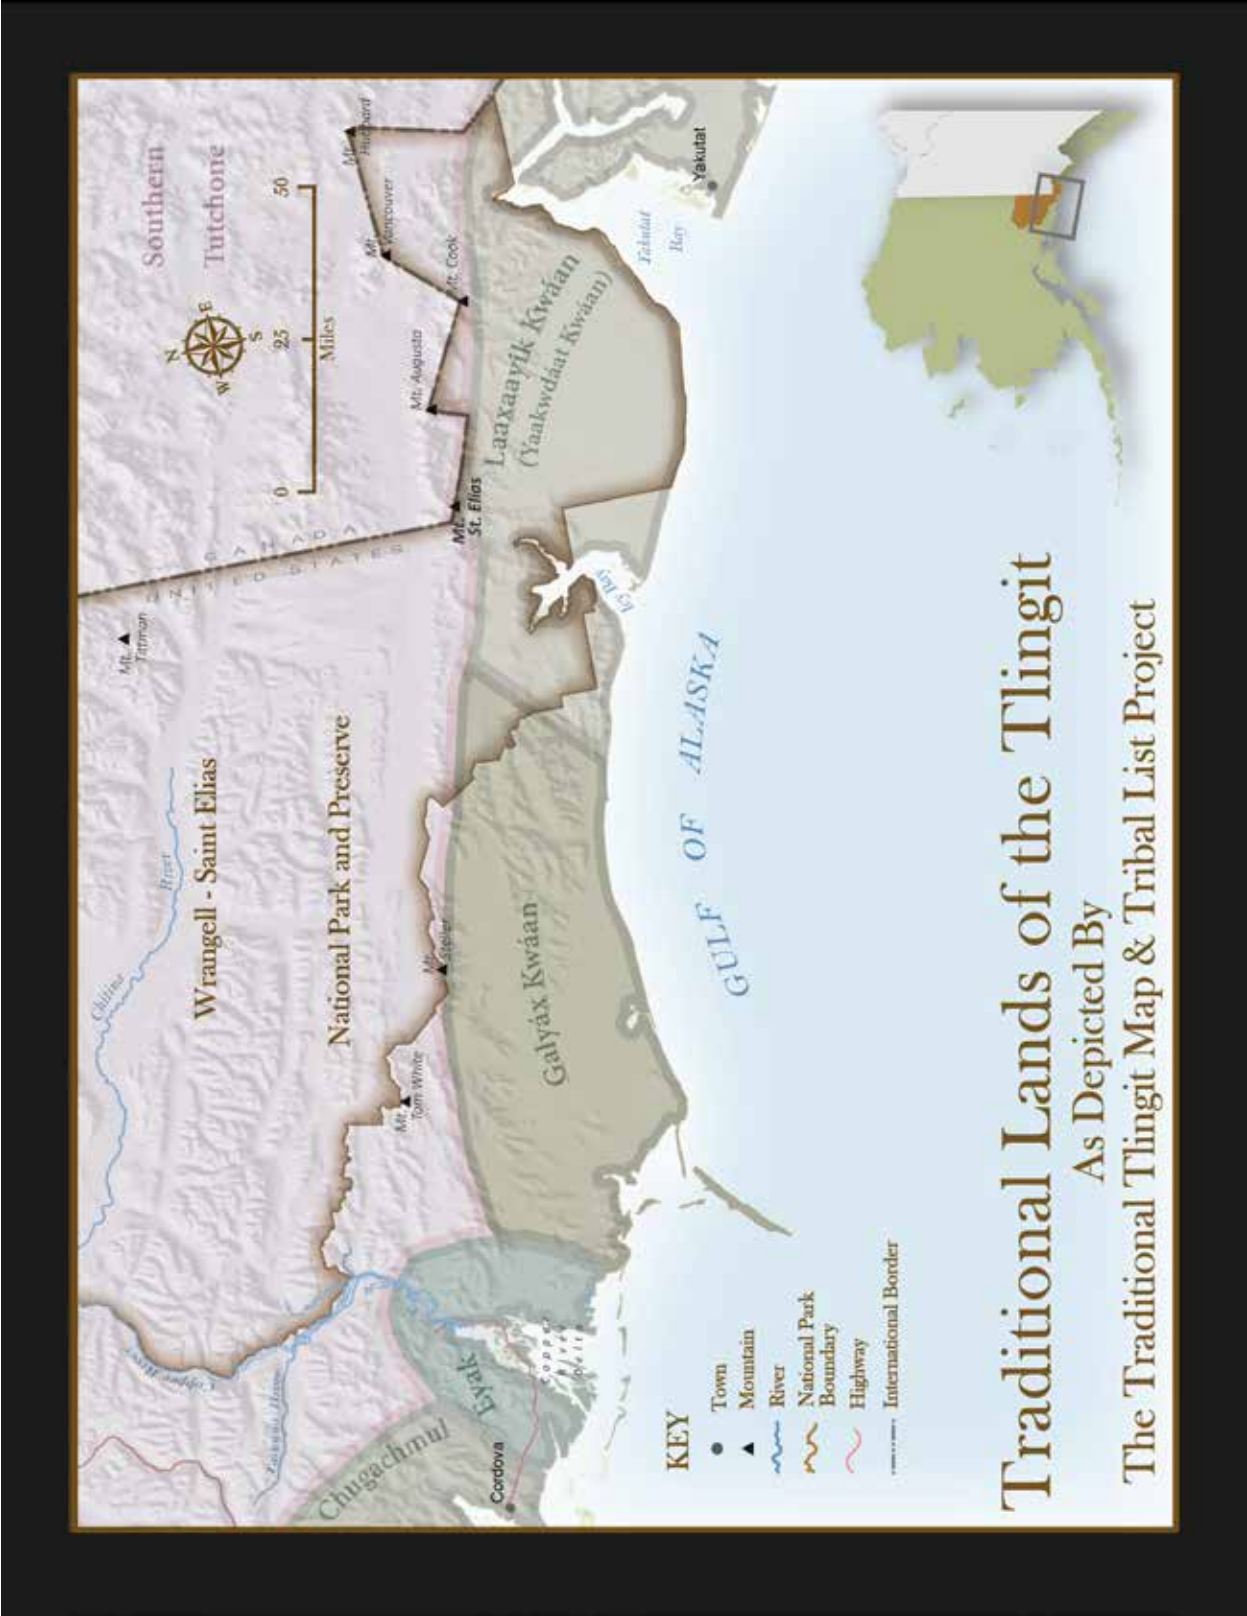 Southern
Tutchone
N
E
S
W
0
25
50
Miles
Mt.
Hubbard
Mt.
Vancouver
Mt. Cook
Mt. Augusta
Mt.
St. Elias
CANADA
UNITED STATES
Mt.
Tittman
Chitina
River
Wrangell - Saint Elias
National Park and Preserve
Mt.
Steller
Mt.
Tom White
Laaxaayík Kwáan
(Yaakwdáat Kwáan)
Galyáx Kwáan
Yakutat
Yakutat
Bay
Icy Bay
GULF OF ALASKA
Copper River
Eyak
Chugachmu/
Cordova
Copper
River
Delta
KEY
Town
Mountain
River
National Park
Boundary
Highway
International Border
Traditional Lands of the Tlingit
As Depicted By
The Traditional Tlingit Map & Tribal List Project